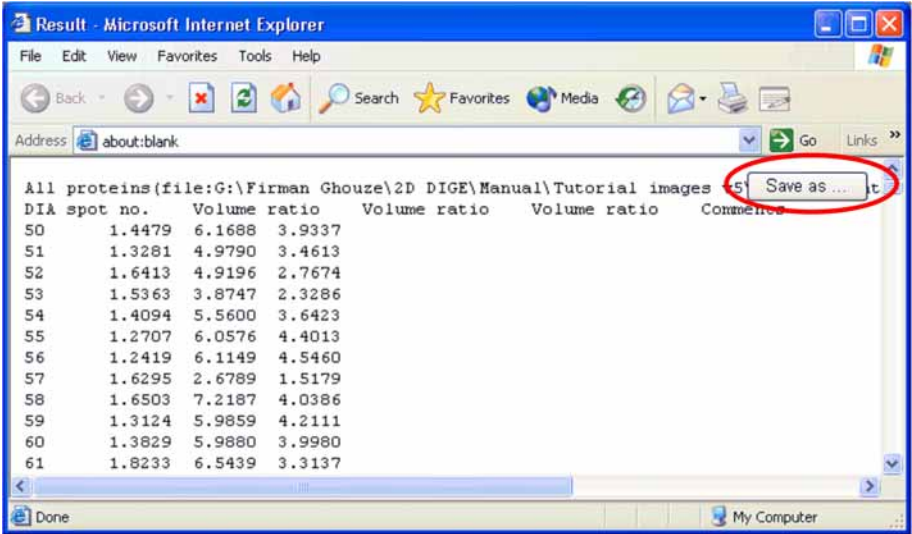 Result - Microsoft Internet Explorer
File Edit View Favorites Tools Help
Back Search Favorites Media
Address about:blank Go Links »
All proteins(file:G:\Firman Ghouze\2D DIGE\Manual\Tutorial images Save as ...
DIA spot no. Volume ratio Volume ratio Volume ratio Comments
50 1.4479 6.1688 3.9337
51 1.3281 4.9790 3.4613
52 1.6413 4.9196 2.7674
53 1.5363 3.8747 2.3286
54 1.4094 5.5600 3.6423
55 1.2707 6.0576 4.4013
56 1.2419 6.1149 4.5460
57 1.6295 2.6789 1.5179
58 1.6503 7.2187 4.0386
59 1.3124 5.9859 4.2111
60 1.3829 5.9880 3.9980
61 1.8233 6.5439 3.3137
Done My Computer